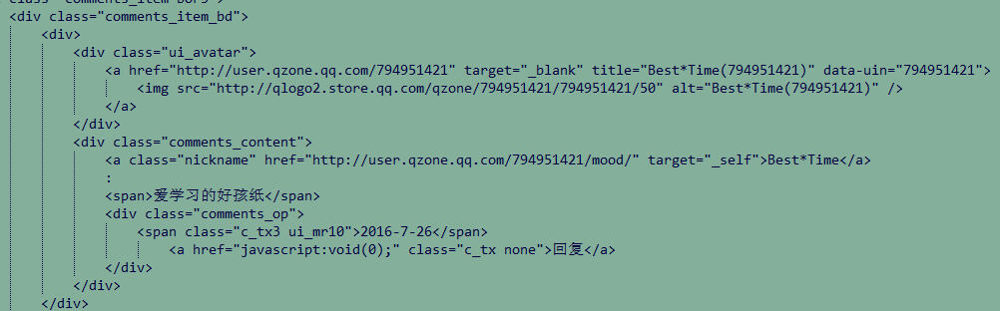 <div class="comments_item_bd">
<div>
<div class="ui_avatar">
<a href="http://user.qzone.qq.com/794951421" target="_blank" title="Best*Time(794951421)" data-uin="794951421">
<img src="http://qlogo2.store.qq.com/qzone/794951421/794951421/50" alt="Best*Time(794951421)" />
</a>
</div>
<div class="comments_content">
<a class="nickname" href="http://user.qzone.qq.com/794951421/mood/" target="_self">Best*Time</a>
:
<span>爱学习的好孩纸</span>
<div class="comments_op">
<span class="c_tx3 ui_mr10">2016-7-26</span>
<a href="javascript:void(0);" class="c_tx none">回复</a>
</div>
</div>
</div>